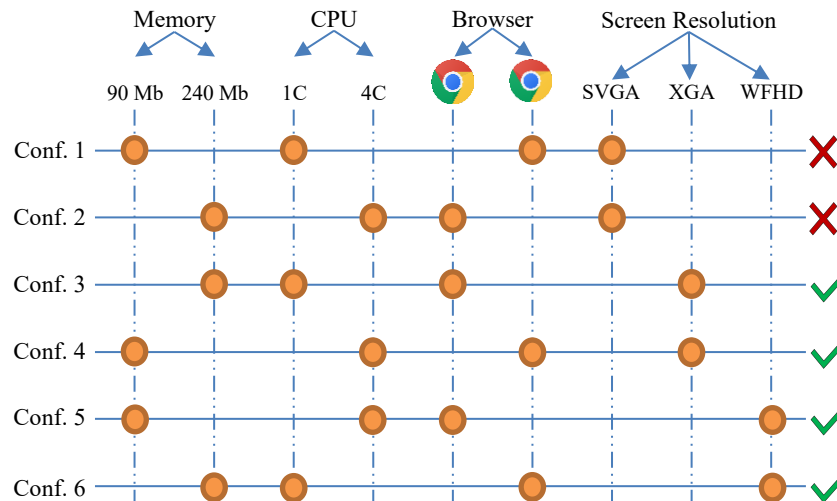 Memory CPU Browser Screen Resolution
90 Mb 240 Mb 1C 4C SVGA XGA WFHD
Conf. 1
Conf. 2
Conf. 3
Conf. 4
Conf. 5
Conf. 6